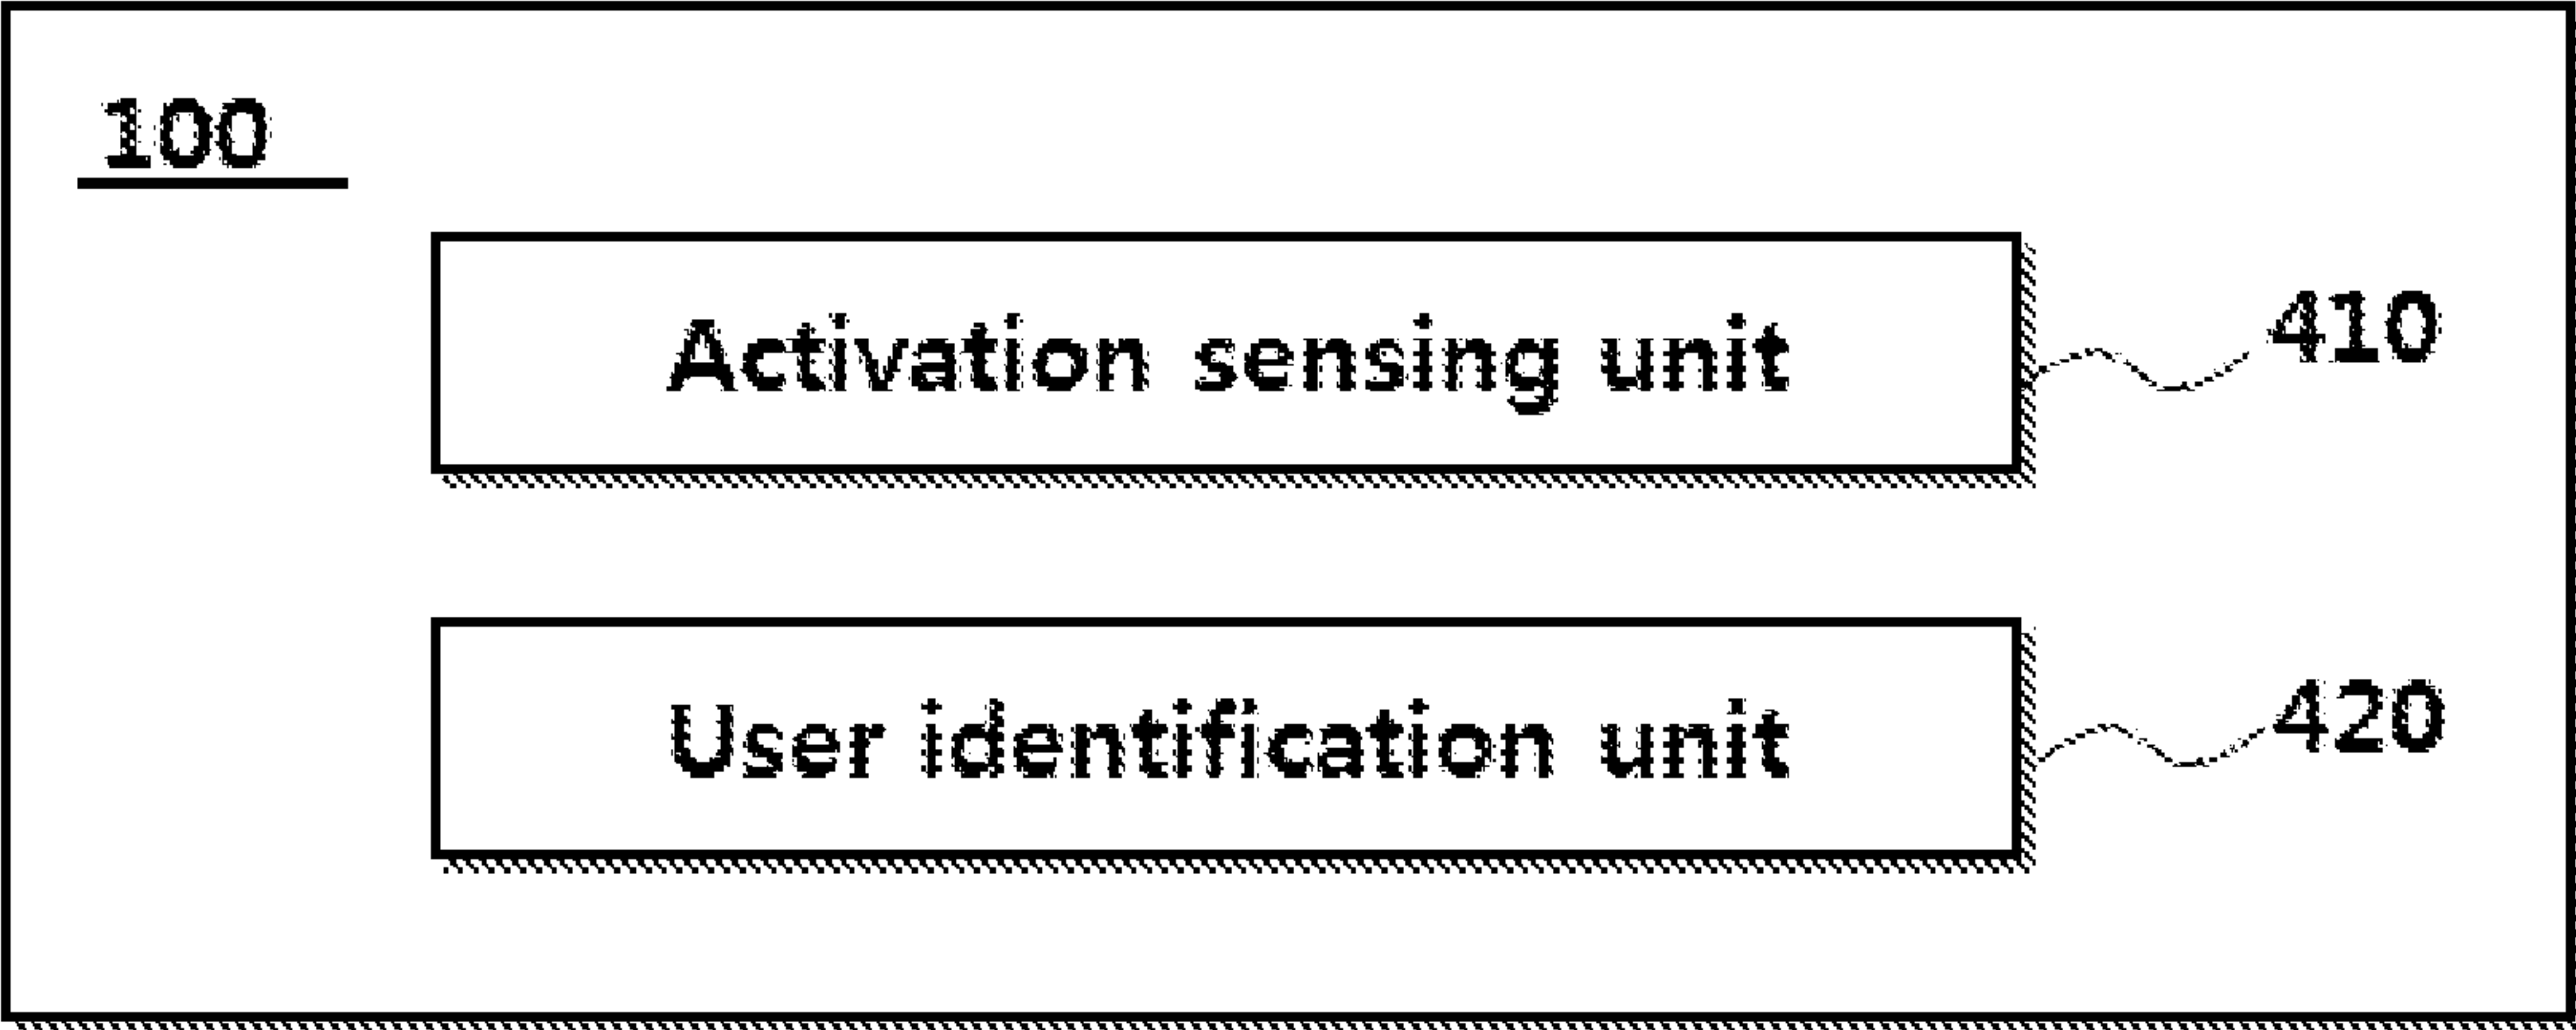 100
Activation sensing unit
410
User identification unit
420